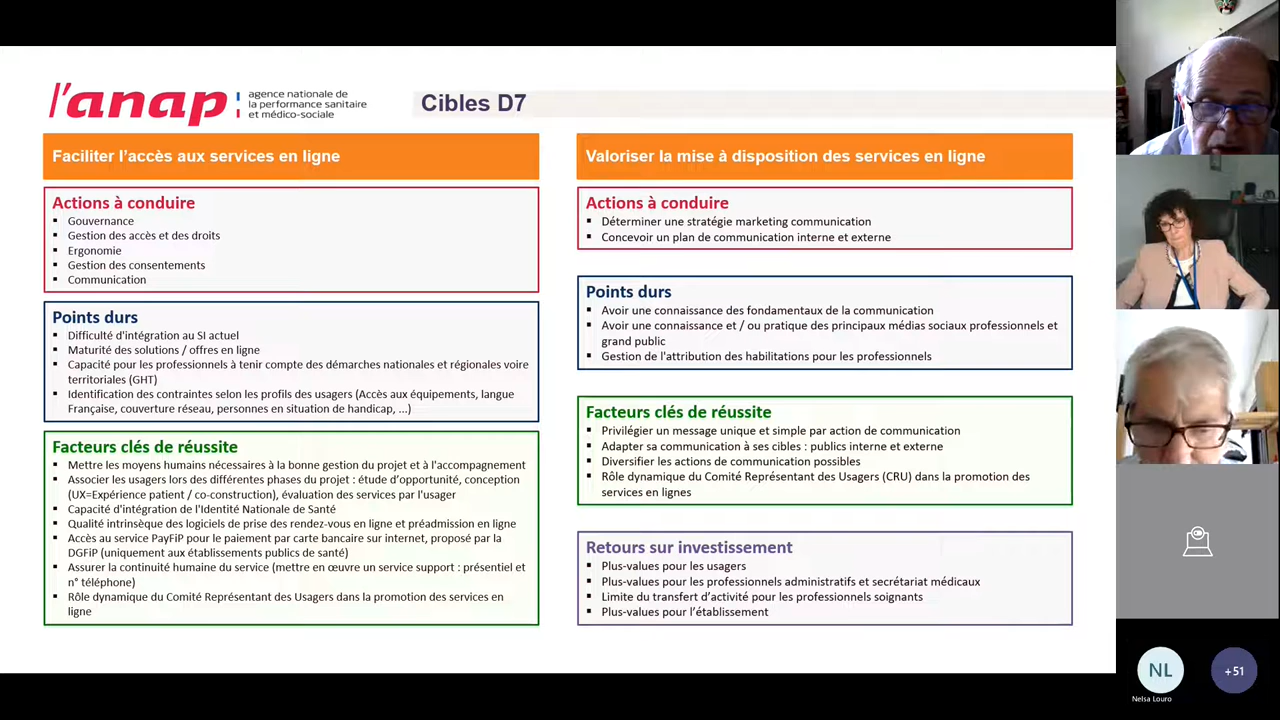 l'anap
agence nationale de
la performance sanitaire
et médico-sociale
Cibles D7
Faciliter l'accès aux services en ligne
Actions à conduire
▪ Gouvernance
▪ Gestion des accès et des droits
▪ Ergonomie
▪ Gestion des consentements
▪ Communication
Points durs
▪ Difficulté d'intégration au SI actuel
▪ Maturité des solutions / offres en ligne
▪ Capacité pour les professionnels à tenir compte des démarches nationales et régionales voire
territoriales (GHT)
▪ Identification des contraintes selon les profils des usagers (Accès aux équipements, langue
Française, couverture réseau, personnes en situation de handicap, ...)
Facteurs clés de réussite
▪ Mettre les moyens humains nécessaires à la bonne gestion du projet et à l'accompagnement
▪ Associer les usagers lors des différentes phases du projet : étude d'opportunité, conception
(UX=Expérience patient / co-construction), évaluation des services par l'usager
▪ Capacité d'intégration de l'Identité Nationale de Santé
▪ Qualité intrinsèque des logiciels de prise des rendez-vous en ligne et préadmission en ligne
▪ Accès au service PayFiP pour le paiement par carte bancaire sur internet, proposé par la
DGFiP (uniquement aux établissements publics de santé)
▪ Assurer la continuité humaine du service (mettre en œuvre un service support : présentiel et
n° téléphone)
▪ Rôle dynamique du Comité Représentant des Usagers dans la promotion des services en
ligne
Valoriser la mise à disposition des services en ligne
Actions à conduire
▪ Déterminer une stratégie marketing communication
▪ Concevoir un plan de communication interne et externe
Points durs
▪ Avoir une connaissance des fondamentaux de la communication
▪ Avoir une connaissance et / ou pratique des principaux médias sociaux professionnels et
grand public
▪ Gestion de l'attribution des habilitations pour les professionnels
Facteurs clés de réussite
▪ Privilégier un message unique et simple par action de communication
▪ Adapter sa communication à ses cibles : publics interne et externe
▪ Diversifier les actions de communication possibles
▪ Rôle dynamique du Comité Représentant des Usagers (CRU) dans la promotion des
services en lignes
Retours sur investissement
▪ Plus-values pour les usagers
▪ Plus-values pour les professionnels administratifs et secrétariat médicaux
▪ Limite du transfert d'activité pour les professionnels soignants
▪ Plus-values pour l'établissement
NL
Nelsa Louro
+51